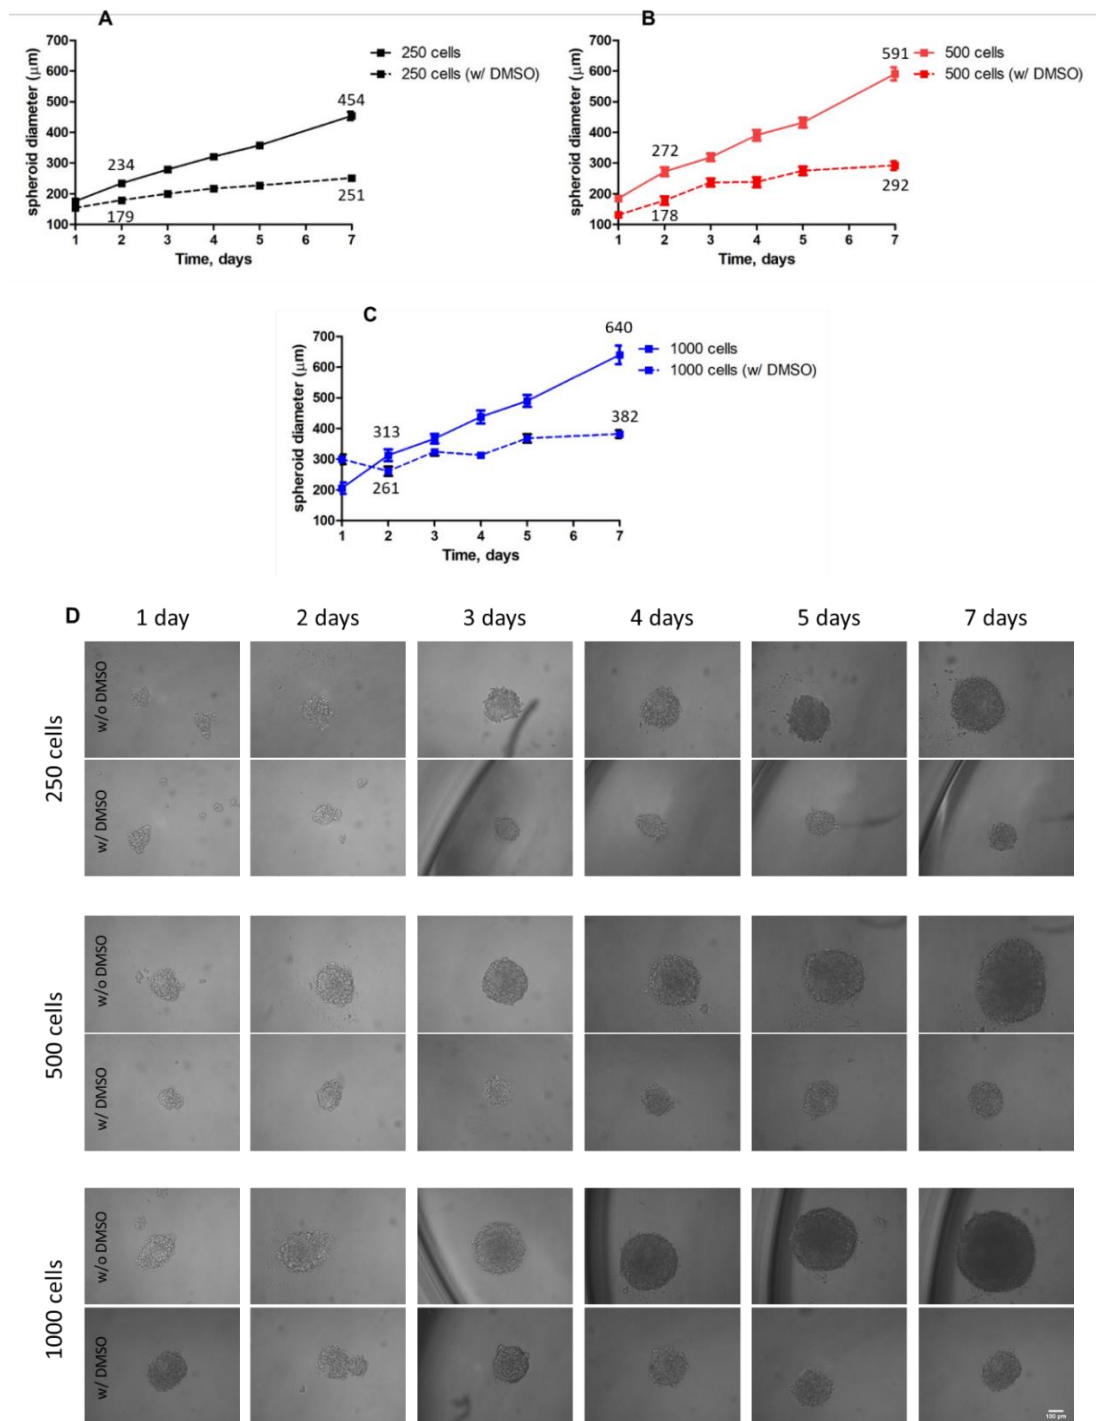 A
spheroid diameter (μm)
700
600
500
400
300
200
100
234
179
454
251
1 2 3 4 5 6 7
Time, days
250 cells
250 cells (w/ DMSO)
B
spheroid diameter (μm)
700
600
500
400
300
200
100
272
178
591
292
1 2 3 4 5 6 7
Time, days
500 cells
500 cells (w/ DMSO)
C
spheroid diameter (μm)
700
600
500
400
300
200
100
313
261
640
382
1 2 3 4 5 6 7
Time, days
1000 cells
1000 cells (w/ DMSO)
D 1 day 2 days 3 days 4 days 5 days 7 days
250 cells
w/o DMSO
w/ DMSO
500 cells
w/o DMSO
w/ DMSO
1000 cells
w/o DMSO
w/ DMSO
100 μm